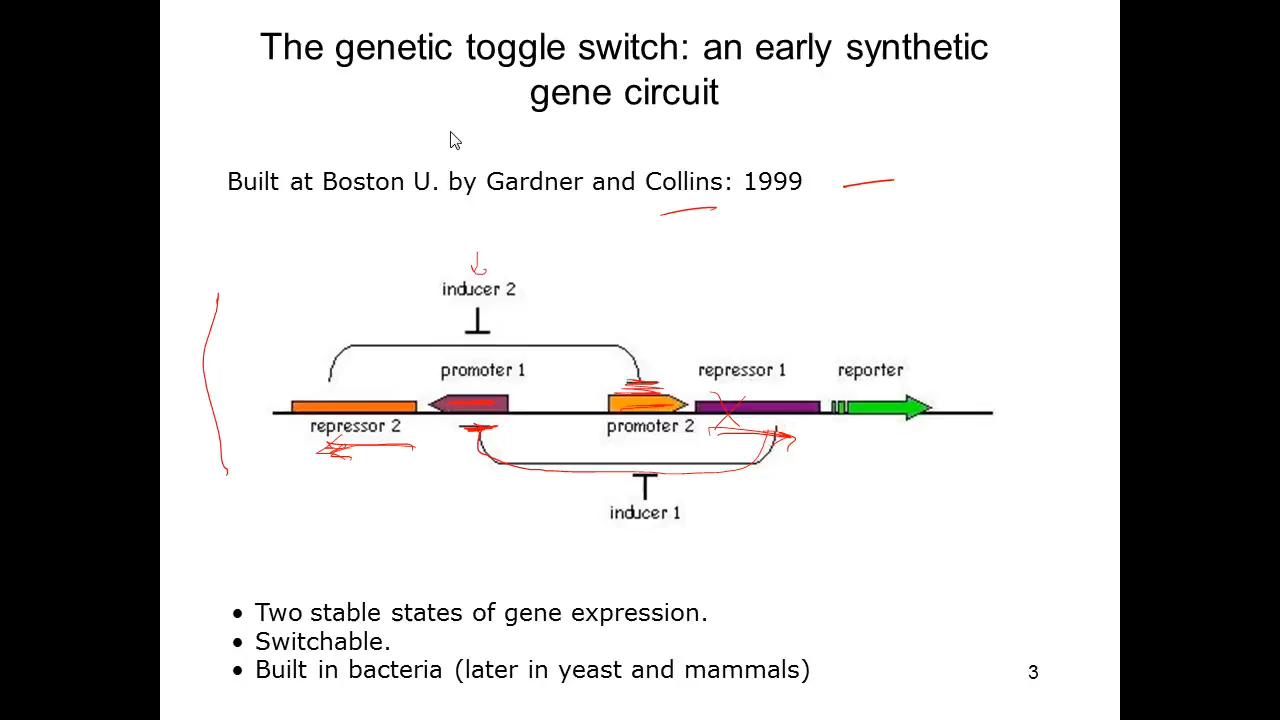 The genetic toggle switch: an early synthetic
gene circuit
Built at Boston U. by Gardner and Collins: 1999
inducer 2
promoter 1
repressor 1
reporter
repressor 2
promoter 2
inducer 1
• Two stable states of gene expression.
• Switchable.
• Built in bacteria (later in yeast and mammals)
3